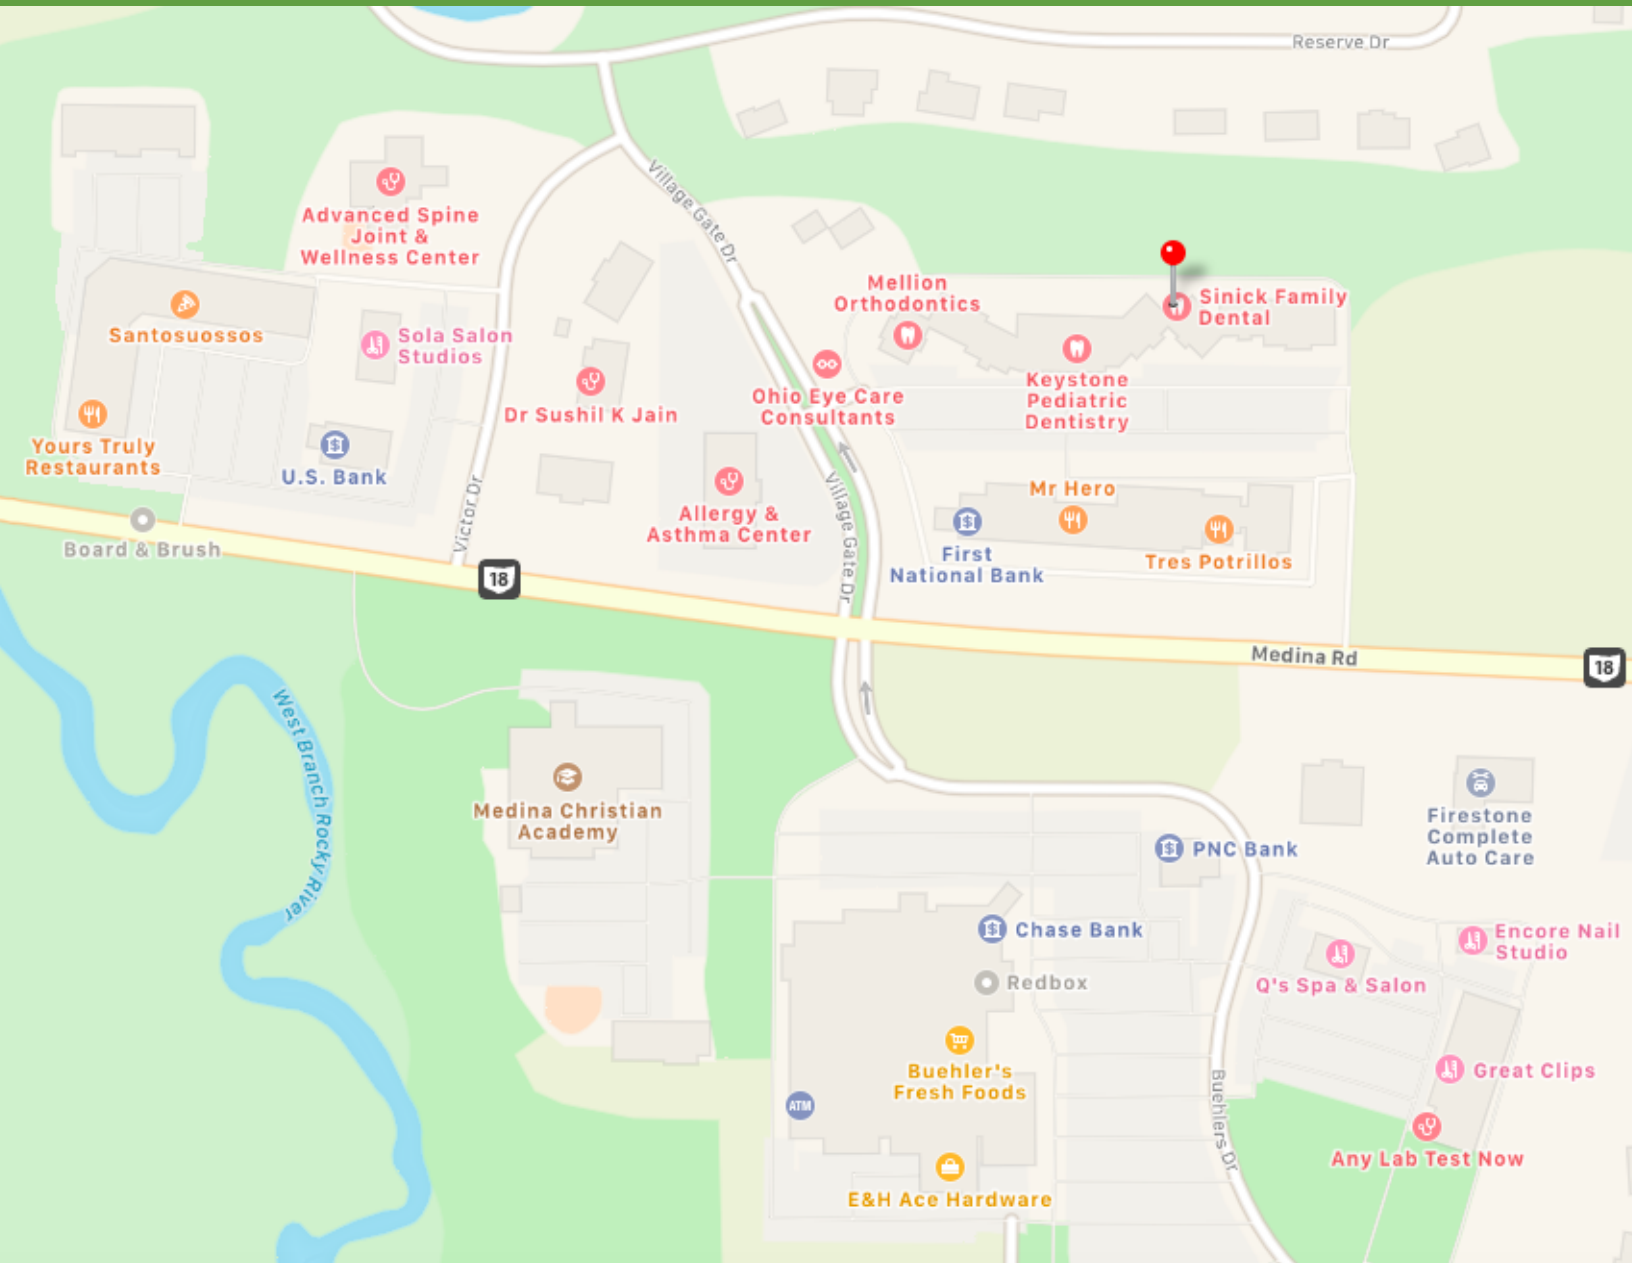 Reserve Dr
Village Gate Dr
Advanced Spine
Joint &
Wellness Center
Mellion
Orthodontics
Sinick Family
Dental
Santosuossos
Sola Salon
Studios
Ohio Eye Care
Consultants
Keystone
Pediatric
Dentistry
Dr Sushil K Jain
Yours Truly
Restaurants
U.S. Bank
Victor Dr
Allergy &
Asthma Center
Village Gate Dr
Mr Hero
First
National Bank
Tres Potrillos
Board & Brush
18
Medina Rd
18
West Branch Rocky River
Medina Christian
Academy
Firestone
Complete
Auto Care
PNC Bank
Chase Bank
Encore Nail
Studio
Redbox
Q's Spa & Salon
Buehler's
Fresh Foods
Great Clips
ATM
Buehlers Dr
Any Lab Test Now
E&H Ace Hardware